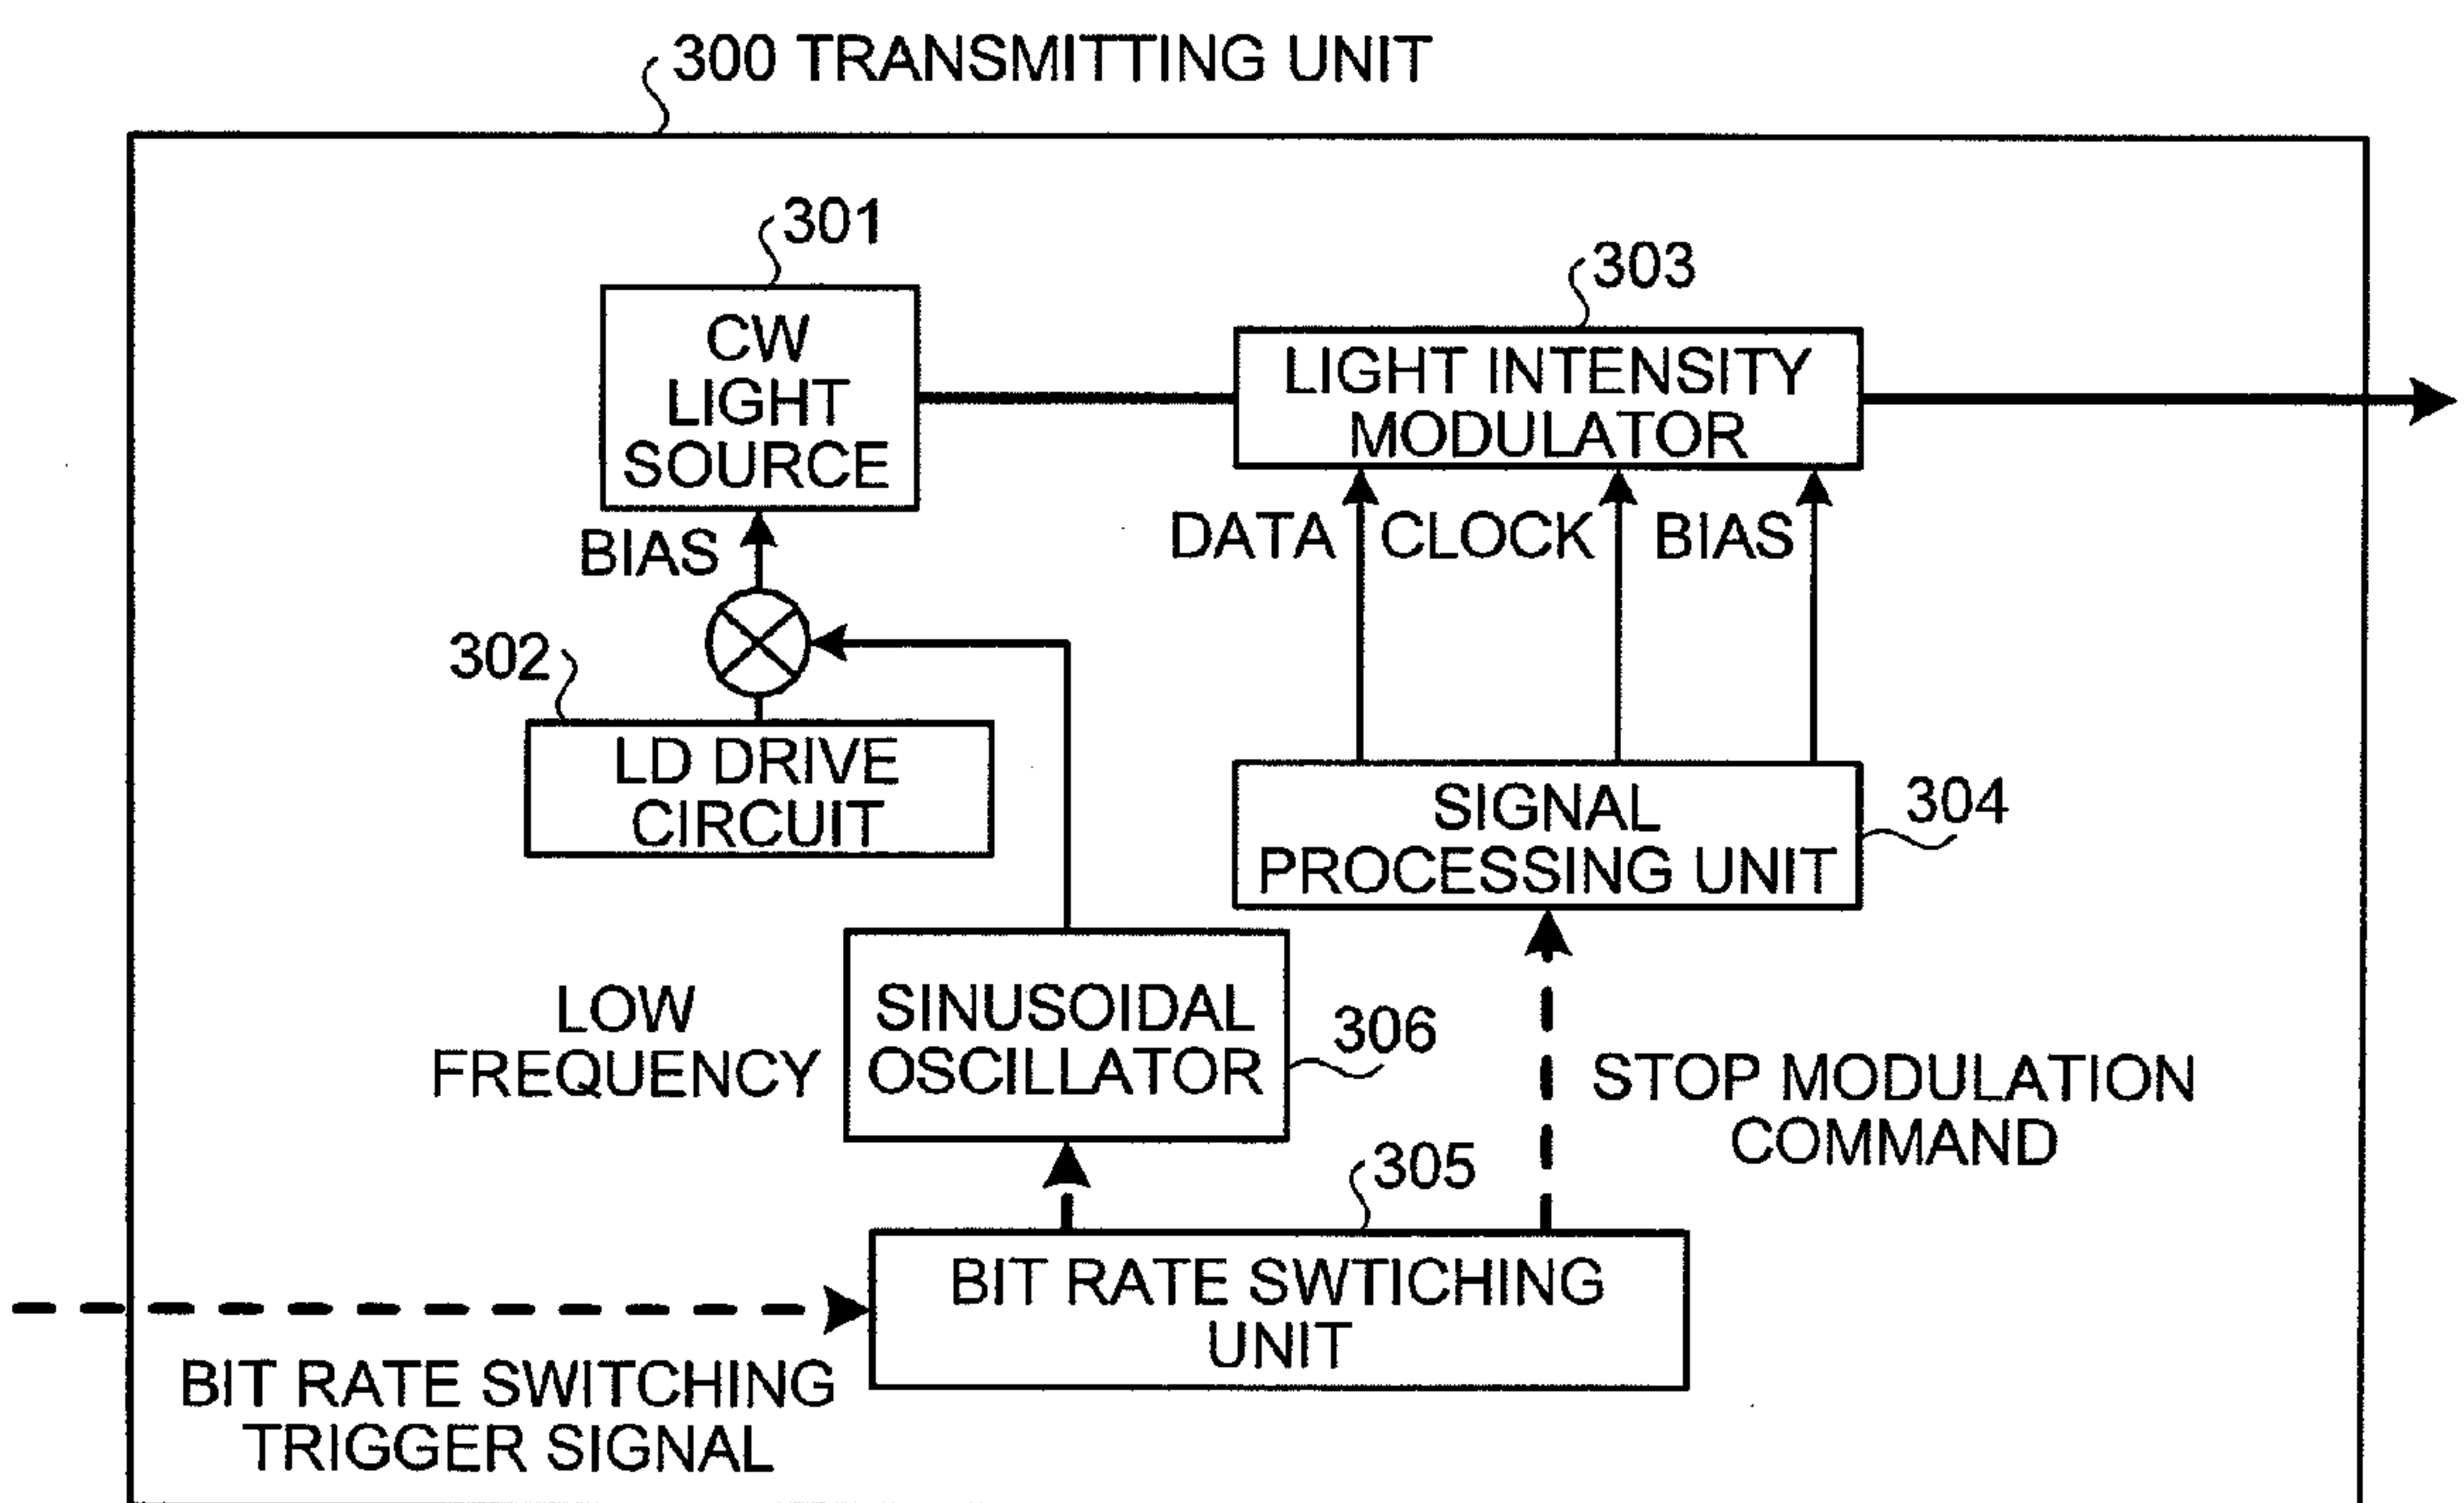 300 TRANSMITTING UNIT
301
303
CW
LIGHT
SOURCE
LIGHT INTENSITY
MODULATOR
BIAS
DATA
CLOCK
BIAS
302
LD DRIVE
CIRCUIT
SIGNAL
PROCESSING UNIT
304
LOW
FREQUENCY
SINUSOIDAL
OSCILLATOR
306
STOP MODULATION
COMMAND
305
BIT RATE SWTICHING
UNIT
BIT RATE SWITCHING
TRIGGER SIGNAL